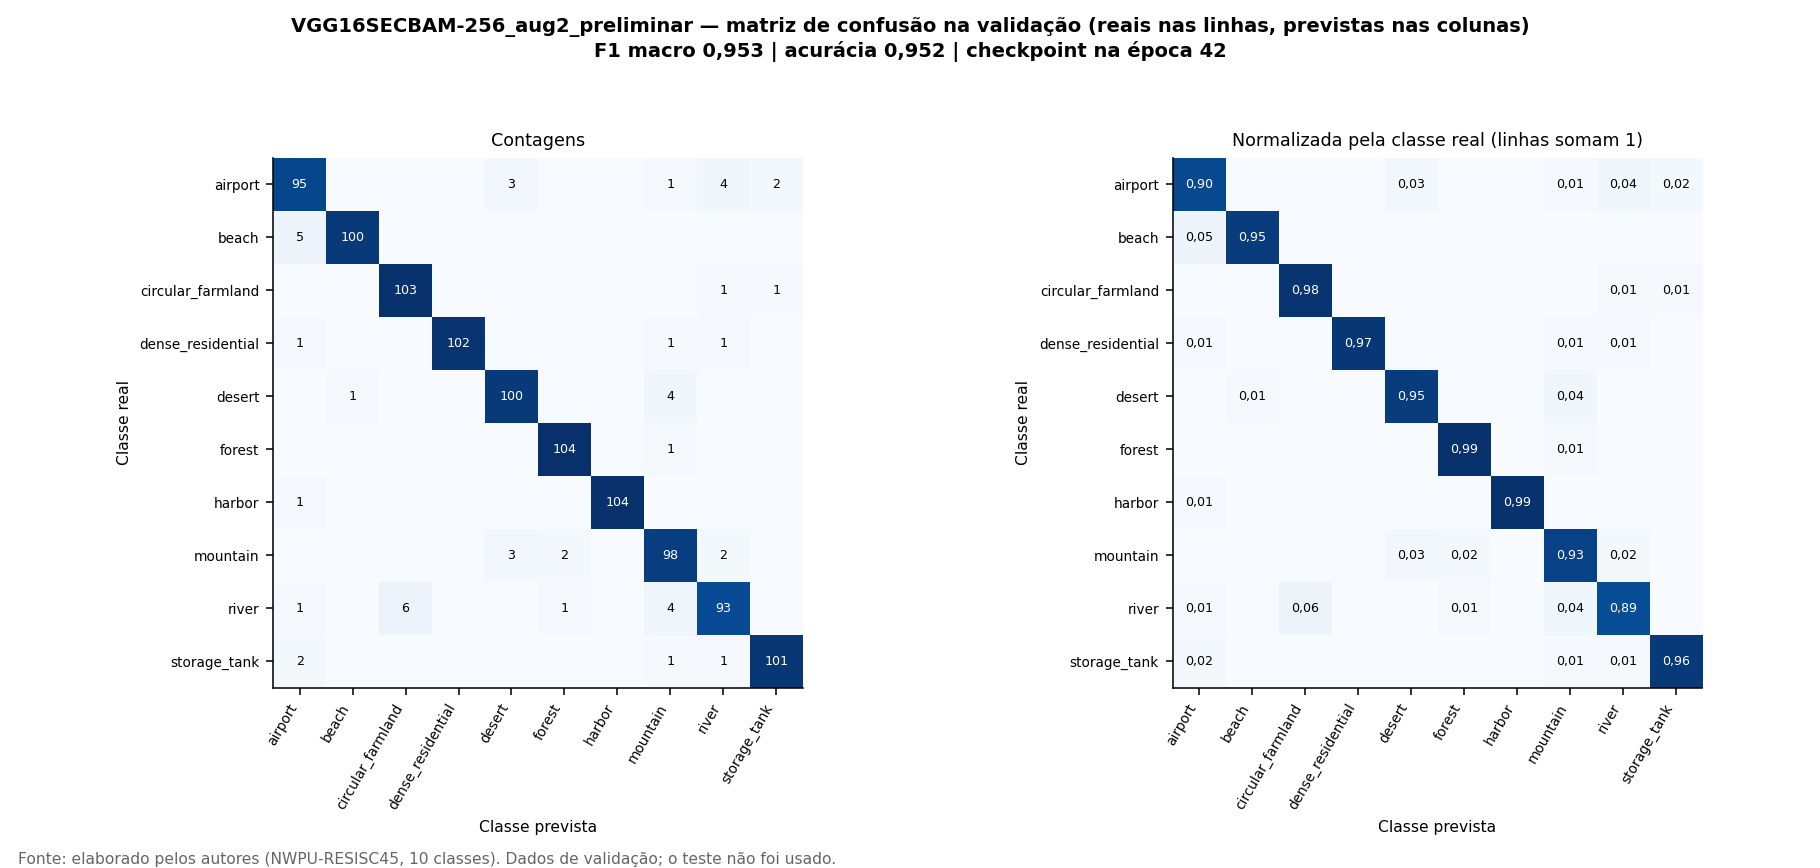 VGG16SECBAM-256_aug2_preliminar — matriz de confusão na validação (reais nas linhas, previstas nas colunas)
F1 macro 0,953 | acurácia 0,952 | checkpoint na época 42
Contagens
Classe real
airport 95 3 1 4 2
beach 5 100
circular_farmland 103 1 1
dense_residential 1 102 1 1
desert 1 100 4
forest 104 1
harbor 1 104
mountain 3 2 98 2
river 1 6 1 4 93
storage_tank 2 1 1 101
airport
beach
circular_farmland
dense_residential
desert
forest
harbor
mountain
river
storage_tank
Classe prevista
Normalizada pela classe real (linhas somam 1)
Classe real
airport 0,90 0,03 0,01 0,04 0,02
beach 0,05 0,95
circular_farmland 0,98 0,01 0,01
dense_residential 0,01 0,97 0,01 0,01
desert 0,01 0,95 0,04
forest 0,99 0,01
harbor 0,01 0,99
mountain 0,03 0,02 0,93 0,02
river 0,01 0,06 0,01 0,04 0,89
storage_tank 0,02 0,01 0,01 0,96
airport
beach
circular_farmland
dense_residential
desert
forest
harbor
mountain
river
storage_tank
Classe prevista
Fonte: elaborado pelos autores (NWPU-RESISC45, 10 classes). Dados de validação; o teste não foi usado.